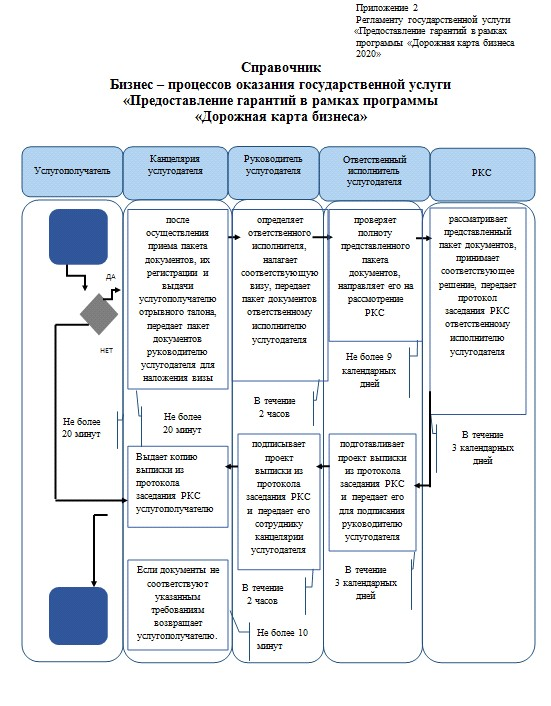 Приложение 2
Регламенту государственной услуги
«Предоставление гарантий в рамках
программы «Дорожная карта бизнеса
2020»
Справочник
Бизнес – процессов оказания государственной услуги
«Предоставление гарантий в рамках программы
«Дорожная карта бизнеса»
Услугополучатель
Канцелярия
услугодателя
Руководитель
услугодателя
Ответственный
исполнитель
услугодателя
РКС
ДА
НЕТ
Не более
20 минут
после
осуществления
приема пакета
документов, их
регистрации и
выдачи
услугополучателю
отрывного талона,
передает пакет
документов
руководителю
услугодателя для
наложения визы
Не более
20 минут
определяет
ответственного
исполнителя,
налагает
соответствующую
визу, передает
пакет документов
ответственному
исполнителю
услугодателя
В течение
2 часов
проверяет
полноту
представленного
пакета
документов,
направляет его на
рассмотрение
РКС
Не более 9
календарных
дней
рассматривает
представленный
пакет документов,
принимает
соответствующее
решение, передает
протокол
заседания РКС
ответственному
исполнителю
услугодателя
В течение
3 календарных
дней
Выдает копию
выписки из
протокола
заседания РКС
услугополучателю
подписывает
проект
выписки из
протокола
заседания РКС
и передает его
сотруднику
канцелярии
услугодателя
В течение
2 часов
подготавливает
проект выписки
из протокола
заседания РКС
и передает его
для подписания
руководителю
услугодателя
В течение
3 календарных
дней
Если документы не
соответствуют
указанным
требованиям
возвращает
услугополучателю.
Не более 10
минут